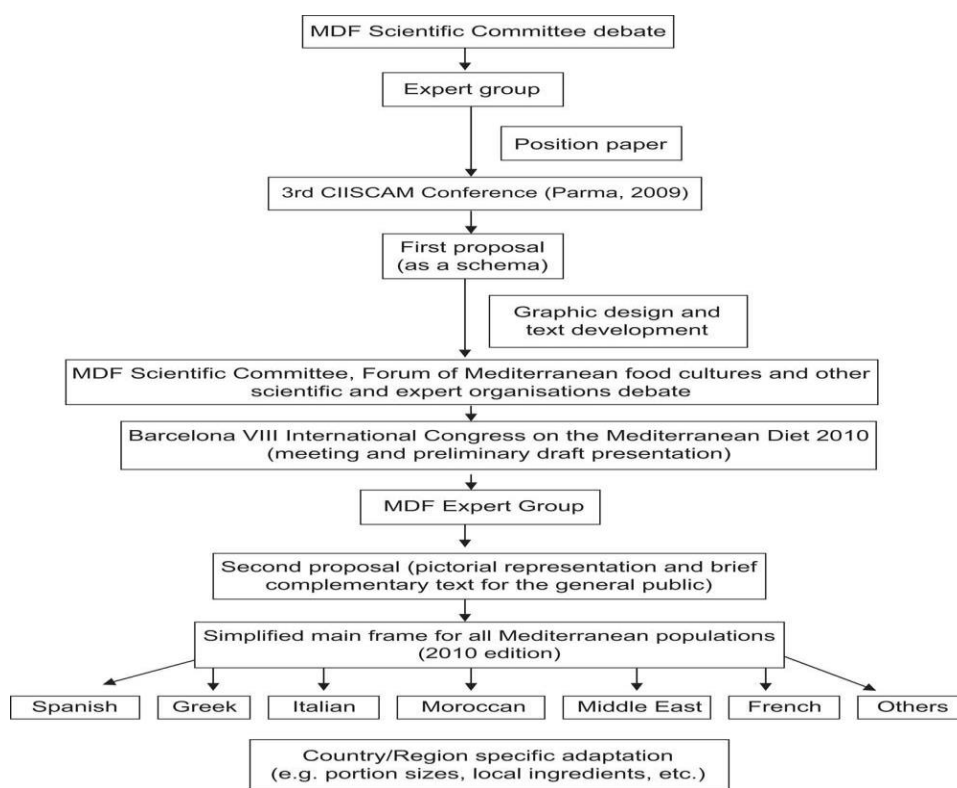 MDF Scientific Committee debate
Expert group
Position paper
3rd CIISCAM Conference (Parma, 2009)
First proposal
(as a schema)
Graphic design and
text development
MDF Scientific Committee, Forum of Mediterranean food cultures and other
scientific and expert organisations debate
Barcelona VIII International Congress on the Mediterranean Diet 2010
(meeting and preliminary draft presentation)
MDF Expert Group
Second proposal (pictorial representation and brief
complementary text for the general public)
Simplified main frame for all Mediterranean populations
(2010 edition)
Spanish
Greek
Italian
Moroccan
Middle East
French
Others
Country/Region specific adaptation
(e.g. portion sizes, local ingredients, etc.)